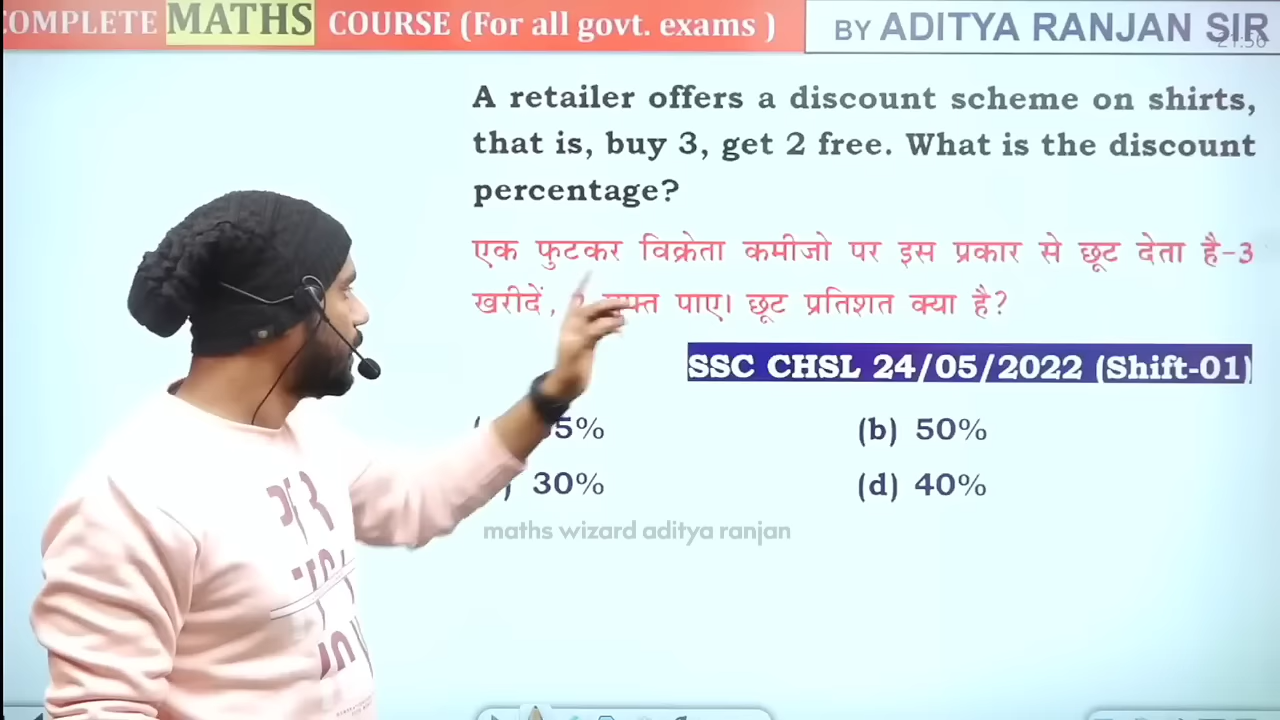 COMPLETE MATHS COURSE (For all govt. exams )
BY ADITYA RANJAN SIR
A retailer offers a discount scheme on shirts,
that is, buy 3, get 2 free. What is the discount
percentage?
एक फुटकर विक्रेता कमीजो पर इस प्रकार से छूट देता है-3
खरीदें, पाए। छूट प्रतिशत क्या है?
SSC CHSL 24/05/2022 (Shift-01)
(b) 50%
30%
(d) 40%
maths wizard aditya ranjan